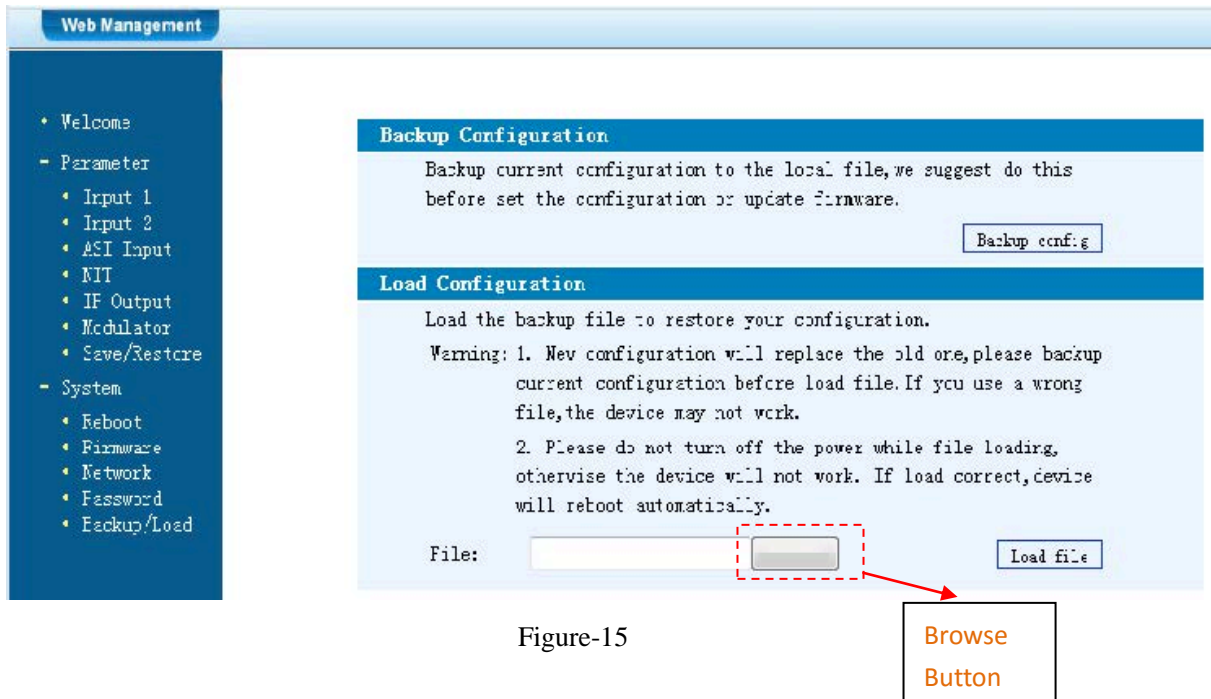 Web Management
Welcome
Parameter
Input 1
Input 2
ASI Input
NIT
IF Output
Modulator
Save/Restore
System
Reboot
Firmware
Network
Password
Backup/Load
Backup Configuration
Backup current configuration to the local file,we suggest do this
before set the configuration or update firmware.
Backup config
Load Configuration
Load the backup file to restore your configuration.
Warning: 1. New configuration will replace the old one,please backup
current configuration before load file.If you use a wrong
file,the device may not work.
2. Please do not turn off the power while file loading,
otherwise the device will not work. If load correct,device
will reboot automatically.
File:
Load file
Browse
Button
Figure-15